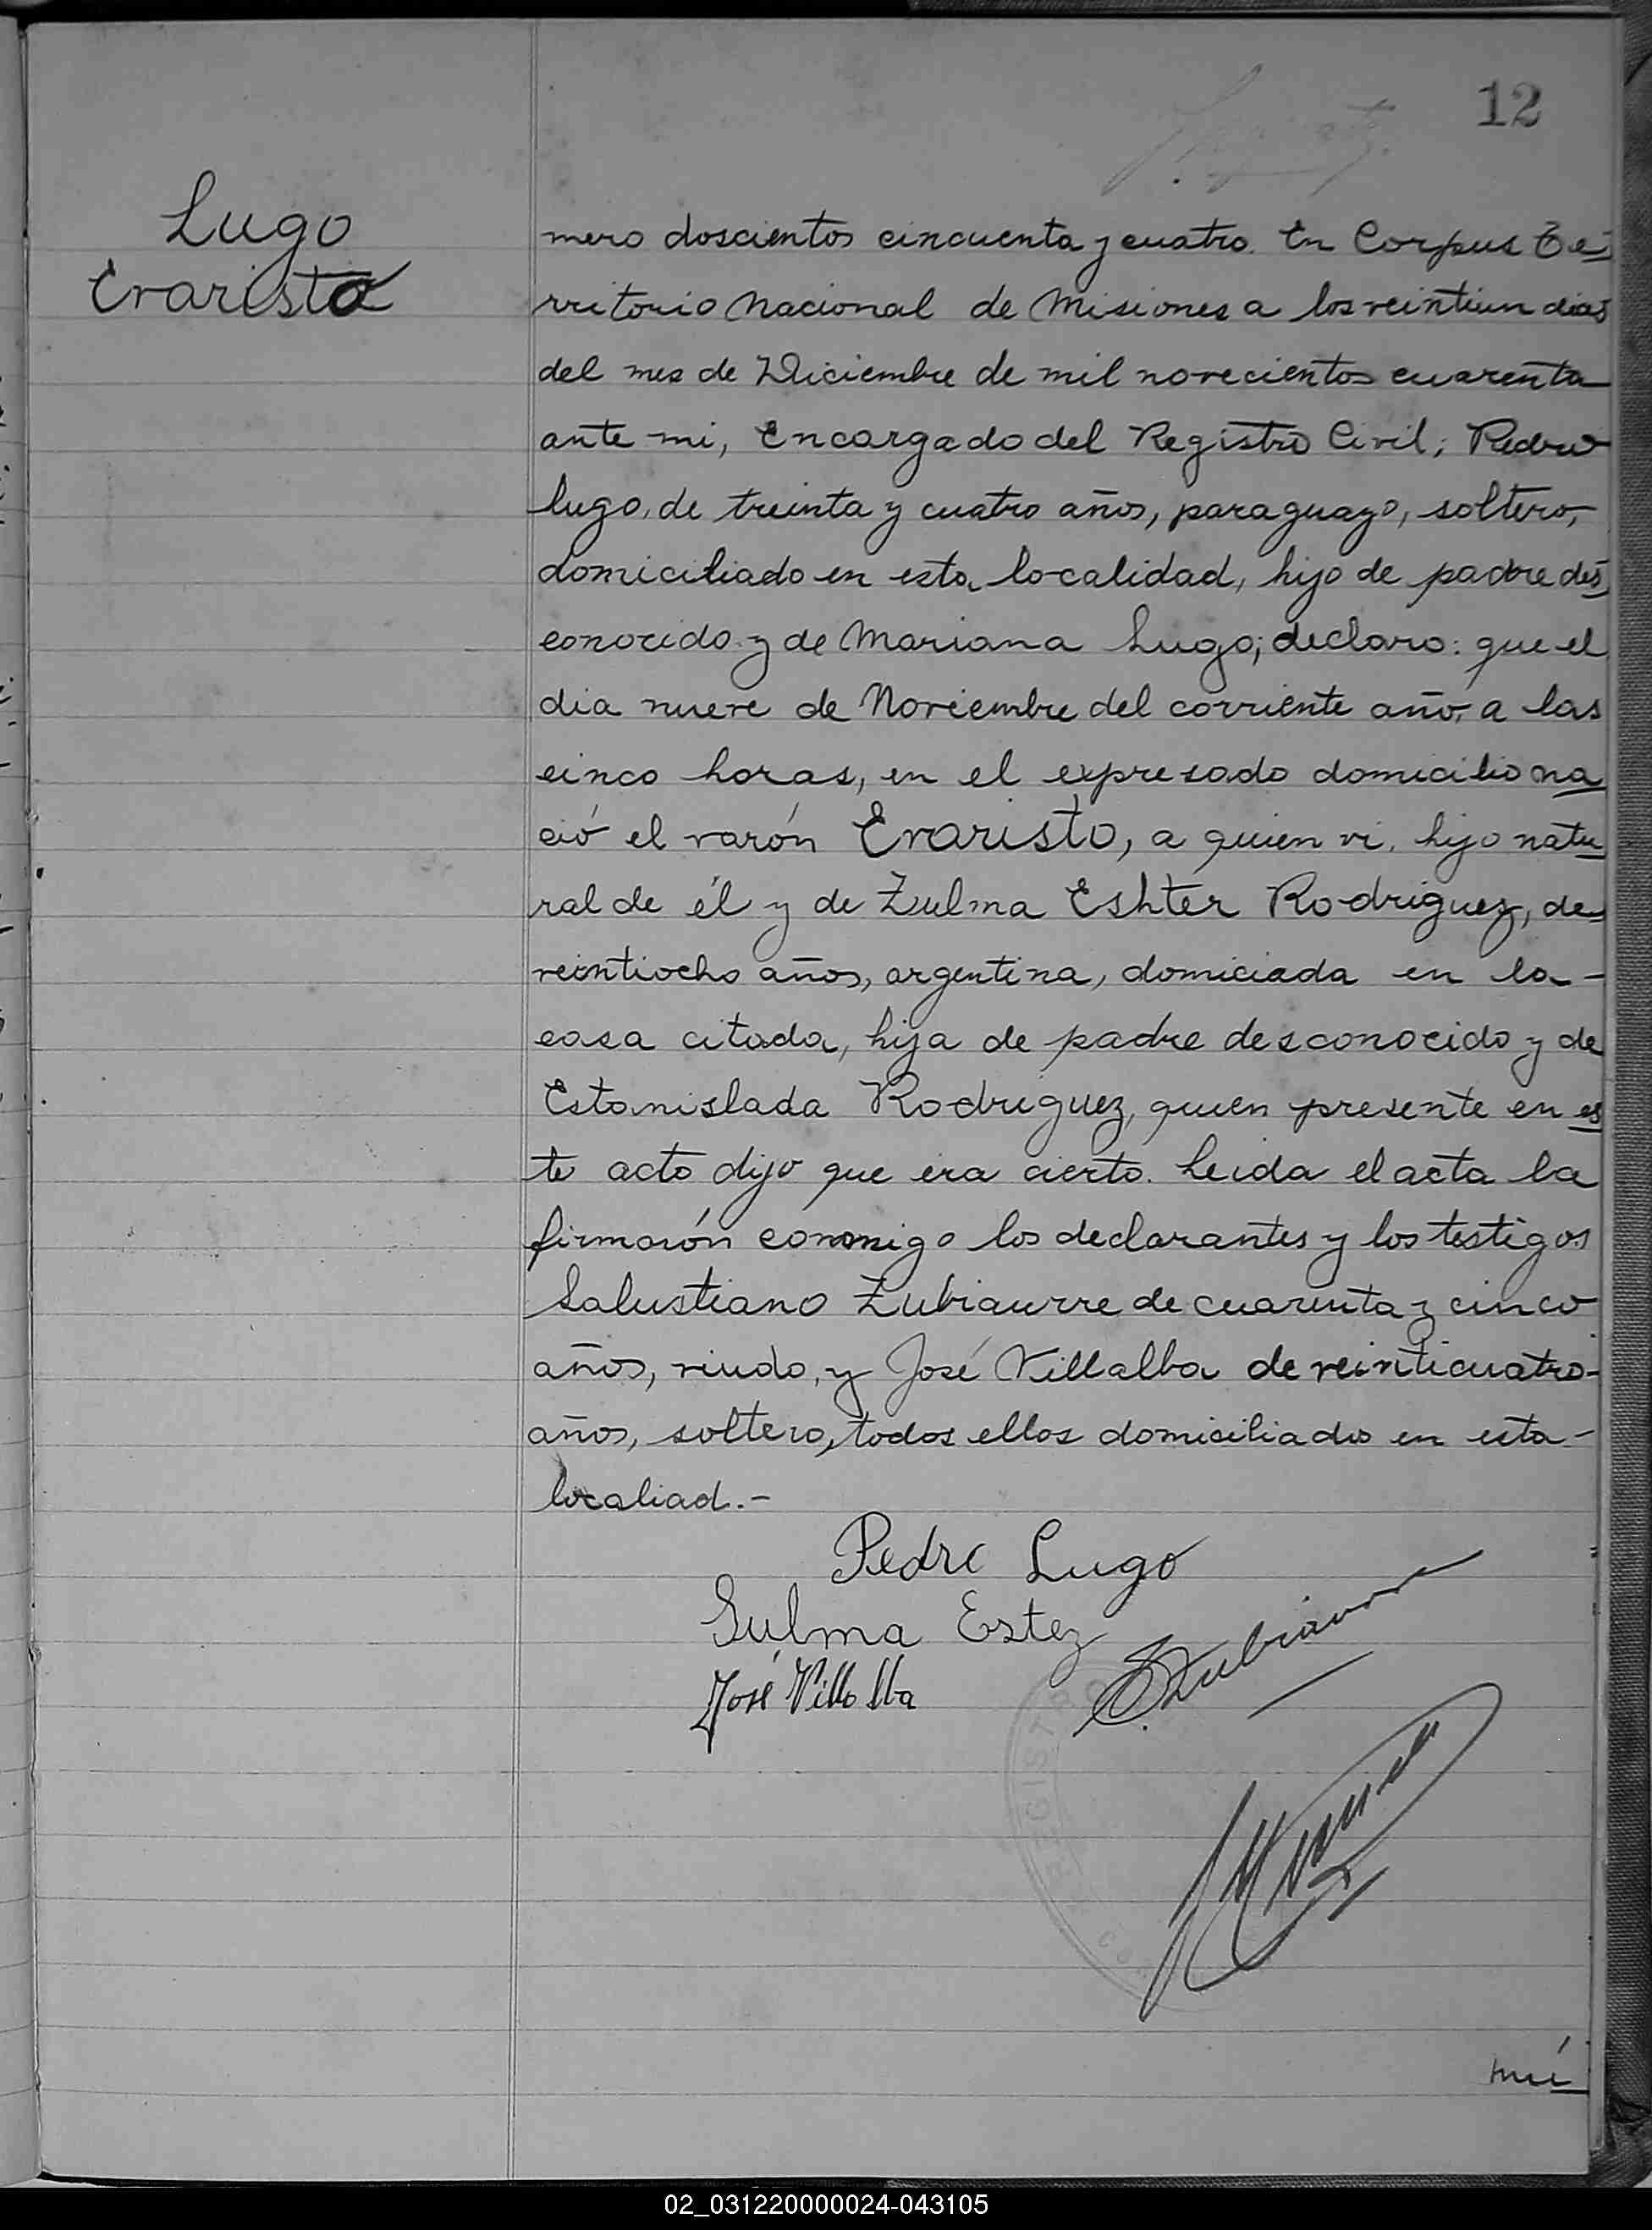 12
Lugo
Evaristo
mero doscientos cincuenta y cuatro. En Corpus Te-
rritorio Nacional de Misiones a los veintiun dias
del mes de Diciembre de mil novecientos cuarenta
ante mi, Encargado del Registro Civil, Pedro
Lugo, de treinta y cuatro años, paraguayo, soltero,
domiciliado en esta localidad, hijo de padre des
conocido y de Mariana Lugo; declaro: que el
dia nueve de Noviembre del corriente año, a las
cinco horas, en el expresado domicilio na
ció el varón Evaristo, a quien vi, hijo natu
ral de él y de Zulma Eshter Rodriguez, de
veintiocho años, argentina, domiciada en la -
casa citada, hija de padre desconocido y de
Estanislada Rodriguez, quien presente en es
te acto dijo que era cierto. Leida el acta la
firmarón conmigo los declarantes y los testigos
Salustiano Zubiaurre de cuarenta y cinco
años, viudo, y José Villalba de veinticuatro-
años, soltero, todos ellos domiciliados en esta -
localiad.-
Pedro Lugo
Sulma Estez
José Villalba
S Zubiaurre
REGISTRO
mú
02_031220000024-043105